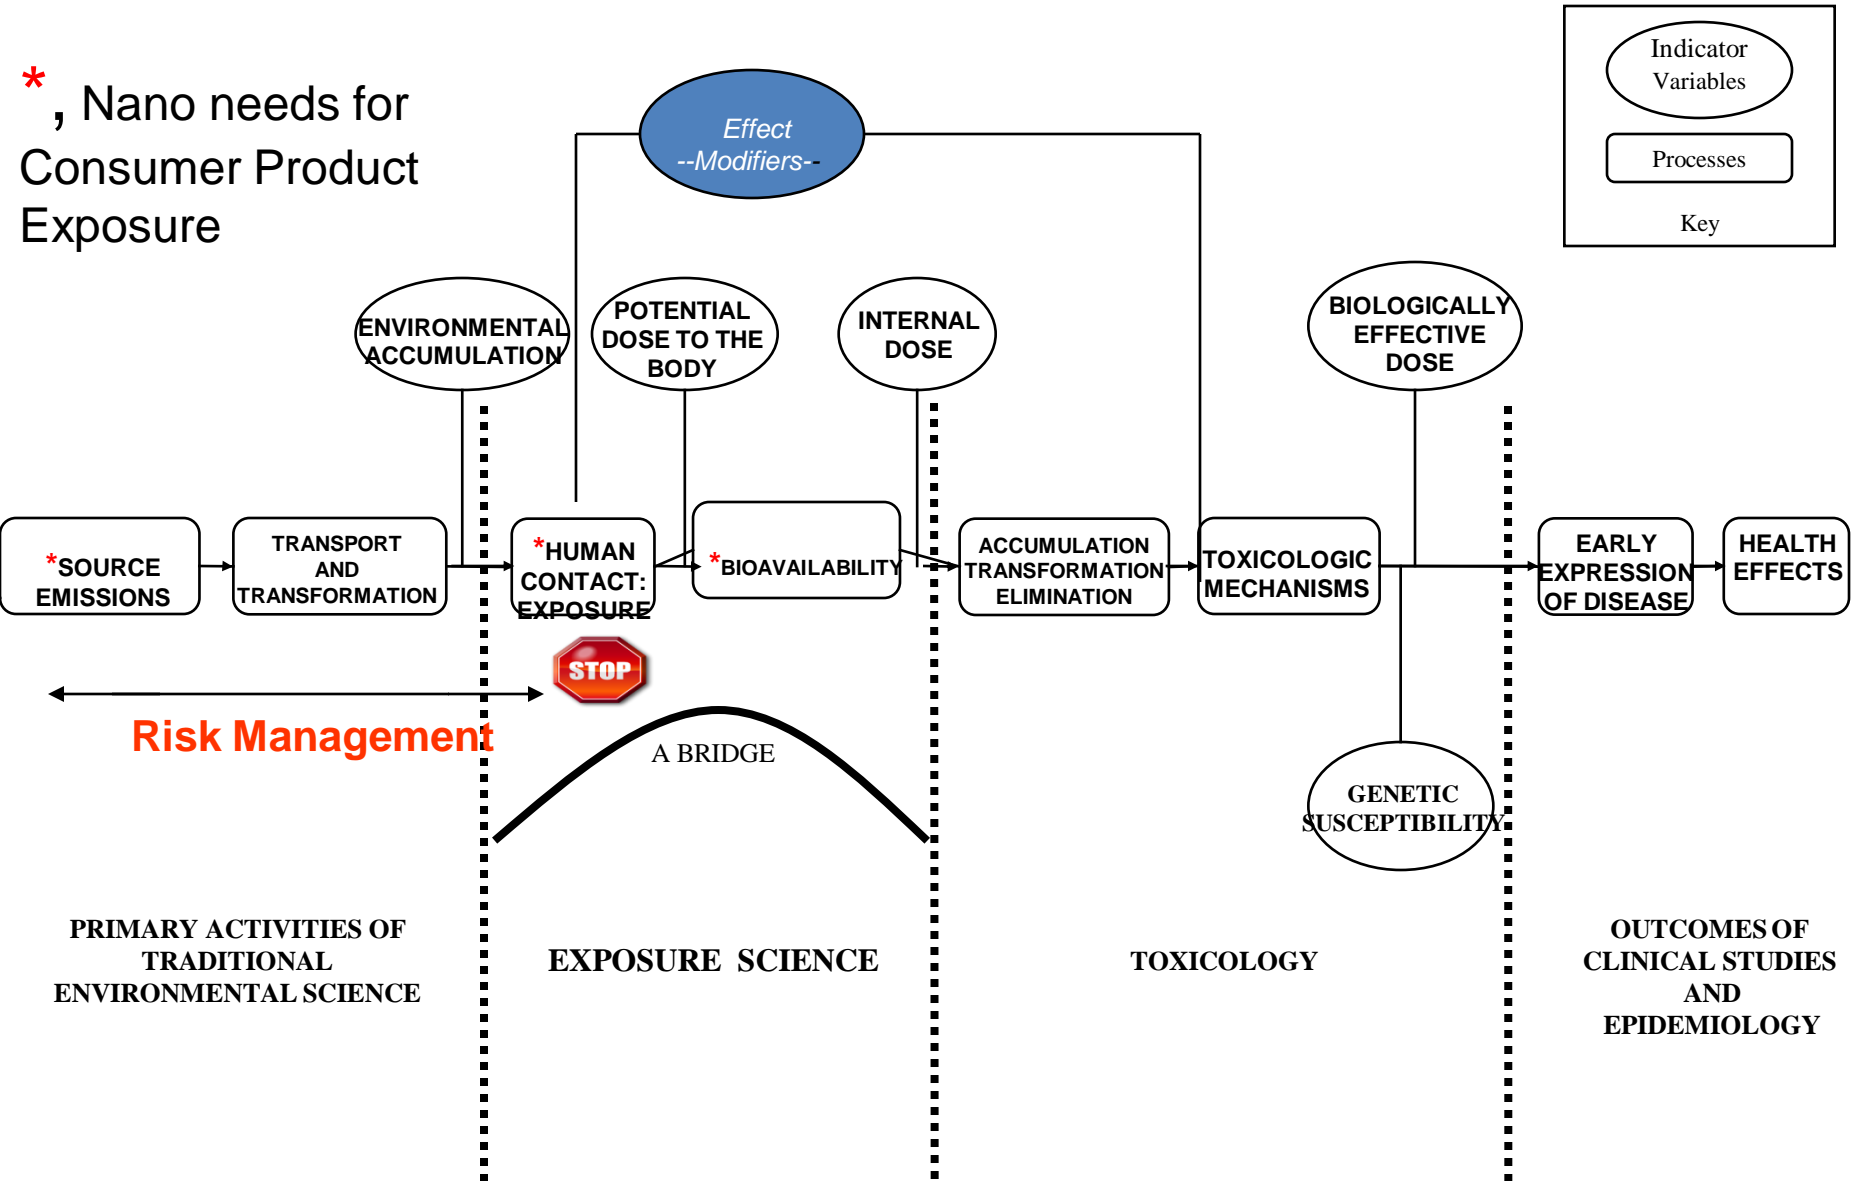 *, Nano needs for
Consumer Product
Exposure
Effect
--Modifiers--
Indicator
Variables
Processes
Key
ENVIRONMENTAL
ACCUMULATION
POTENTIAL
DOSE TO THE
BODY
INTERNAL
DOSE
BIOLOGICALLY
EFFECTIVE
DOSE
*SOURCE
EMISSIONS
TRANSPORT
AND
TRANSFORMATION
*HUMAN
CONTACT:
EXPOSURE
*BIOAVAILABILITY
ACCUMULATION
TRANSFORMATION
ELIMINATION
TOXICOLOGIC
MECHANISMS
EARLY
EXPRESSION
OF DISEASE
HEALTH
EFFECTS
STOP
Risk Management
A BRIDGE
GENETIC
SUSCEPTIBILITY
PRIMARY ACTIVITIES OF
TRADITIONAL
ENVIRONMENTAL SCIENCE
EXPOSURE SCIENCE
TOXICOLOGY
OUTCOMES OF
CLINICAL STUDIES
AND
EPIDEMIOLOGY